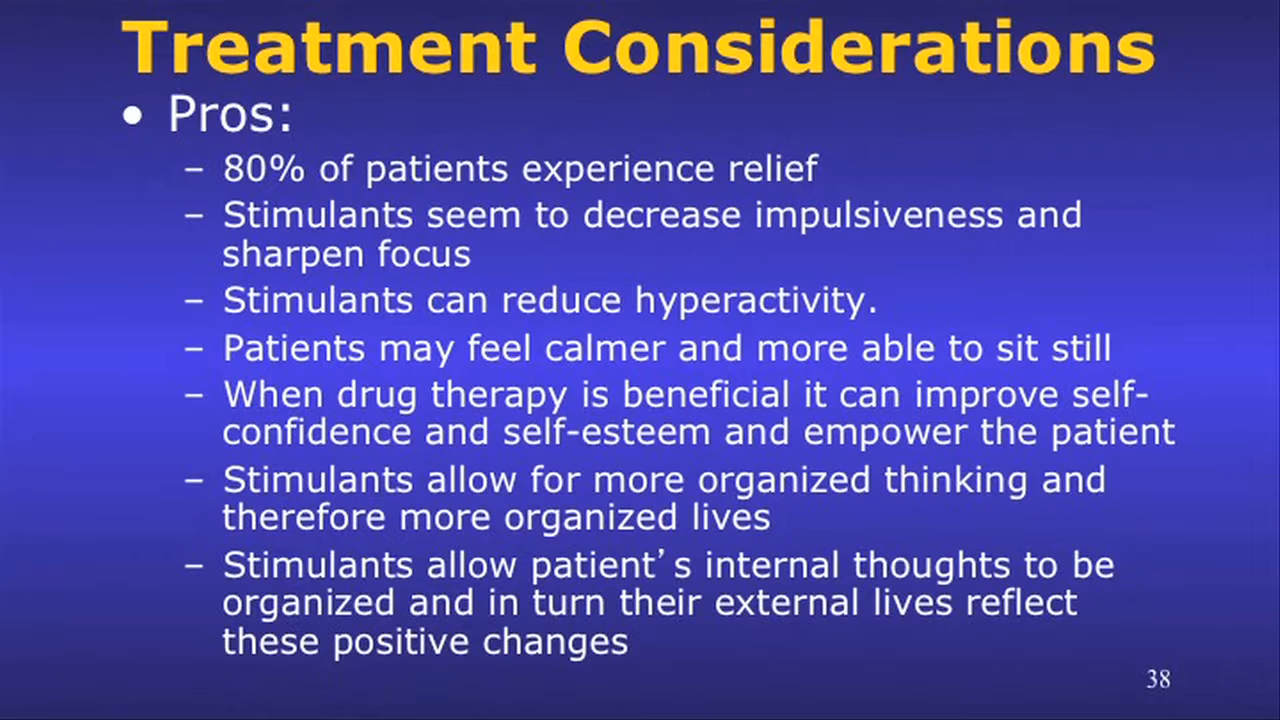 Treatment Considerations
• Pros:
– 80% of patients experience relief
– Stimulants seem to decrease impulsiveness and
sharpen focus
– Stimulants can reduce hyperactivity.
– Patients may feel calmer and more able to sit still
– When drug therapy is beneficial it can improve self-
confidence and self-esteem and empower the patient
– Stimulants allow for more organized thinking and
therefore more organized lives
– Stimulants allow patient’s internal thoughts to be
organized and in turn their external lives reflect
these positive changes
38